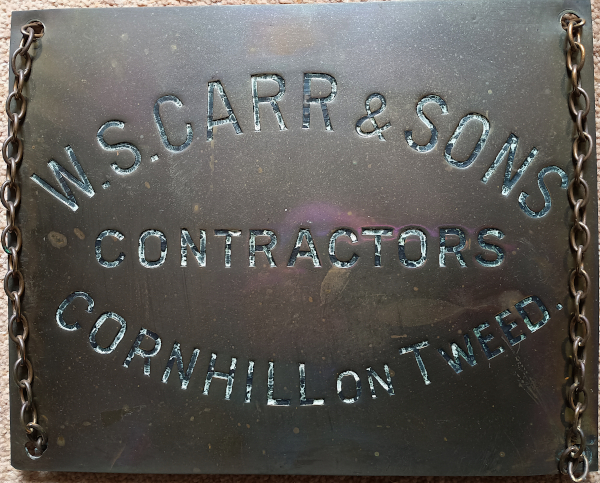 W.S.CARR & SONS
CONTRACTORS
CORNHILL ON TWEED.